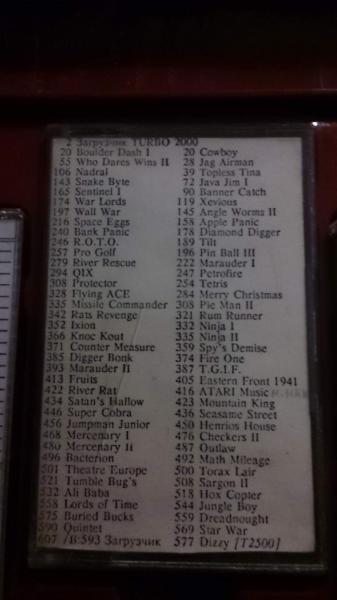 2 Загрузчик TURBO 2000
20 Boulder Dash I 20 Cowboy
55 Who Dares Wins II 28 Jag Airman
106 Nadral 39 Topless Tina
143 Snake Byte 72 Java Jim I
165 Sentinel I 90 Banner Catch
174 War Lords 119 Xevious
197 Wall War 145 Angle Worms II
216 Space Eggs 158 Apple Panic
240 Bank Panic 178 Diamond Digger
246 R.O.T.O. 189 Tilt
257 Pro Golf 196 Pin Ball III
279 River Rescue 222 Marauder I
294 QIX 247 Petrofire
308 Protector 254 Tetris
328 Flying ACE 284 Merry Christmas
335 Missile Commander 308 Pie Man II
342 Rats Revenge 321 Rum Runner
352 Ixion 332 Ninja I
366 Knoc Kout 335 Ninja II
371 Counter Measure 359 Spy's Demise
385 Digger Bonk 374 Fire One
393 Marauder II 387 T.G.I.F.
413 Fruits 405 Eastern Front 1941
422 River Rat 416 ATARI Music
434 Satan's Hallow 423 Mountain King
446 Super Cobra 436 Seasame Street
456 Jumpman Junior 450 Henrios House
468 Mercenary I 476 Checkers II
480 Mercenary II 487 Outlaw
496 Bacterion 492 Math Mileage
501 Theatre Europe 500 Torax Lair
521 Tumble Bug's 508 Sargon II
532 Ali Baba 518 Hox Copter
558 Lords of Time 544 Jungle Boy
575 Buried Bucks 559 Dreadnought
590 Quintet 569 Star War
607 /B:593 Загрузчик 577 Dizzy [T2500]